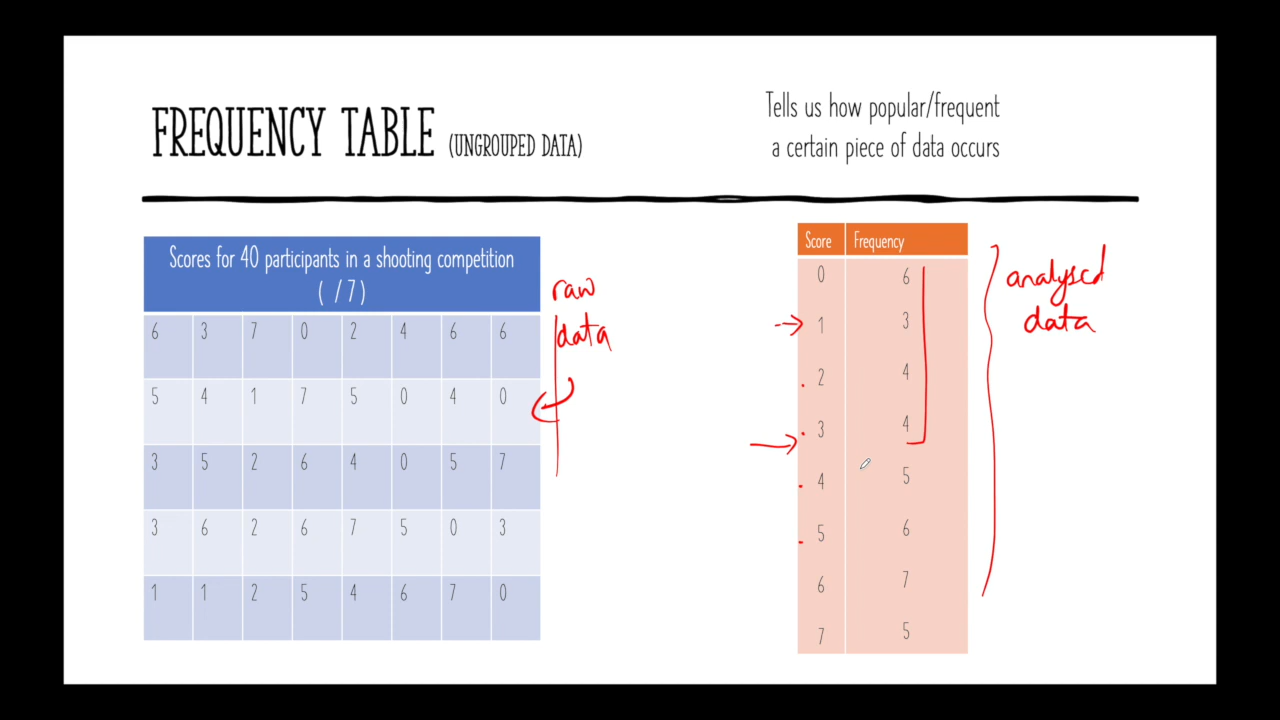 FREQUENCY TABLE (UNGROUPED DATA)
Tells us how popular/frequent
a certain piece of data occurs
Scores for 40 participants in a shooting competition
( / 7 )
6 3 7 0 2 4 6 6
5 4 1 7 5 0 4 0
3 5 2 6 4 0 5 7
3 6 2 6 7 5 0 3
1 1 2 5 4 6 7 0
raw
data
Score Frequency
0 6
1 3
2 4
3 4
4 5
5 6
6 7
7 5
analysed
data